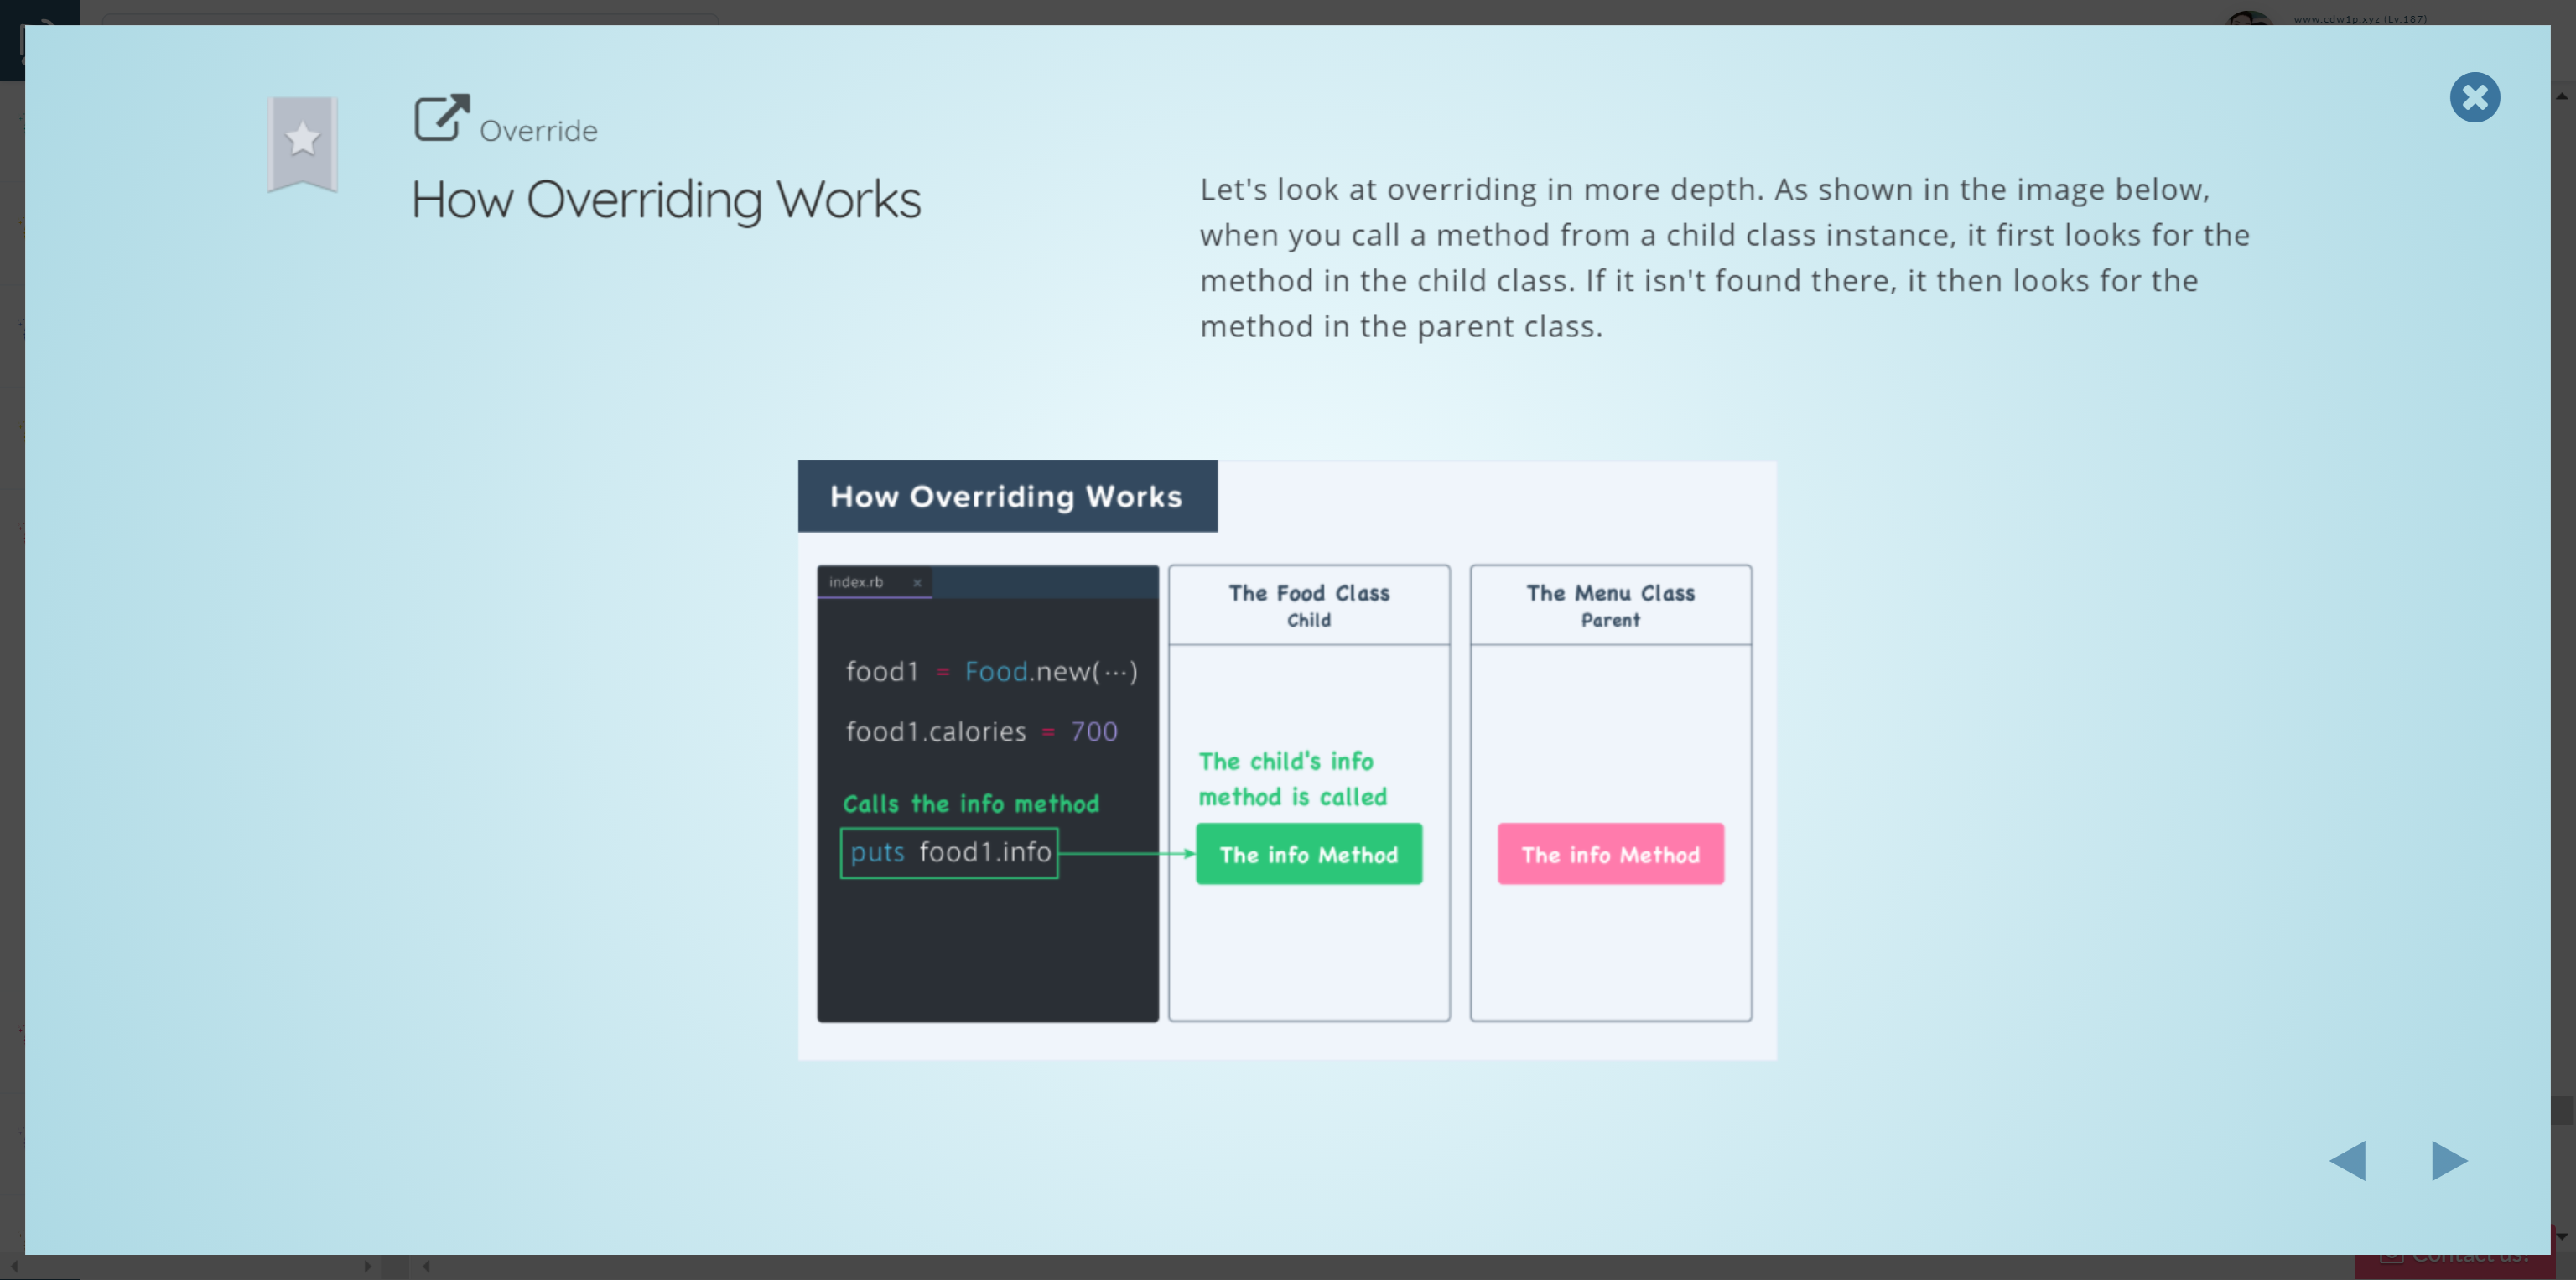 www.cdw1p.xyz (Lv.187)
Override
How Overriding Works
Let's look at overriding in more depth. As shown in the image below,
when you call a method from a child class instance, it first looks for the
method in the child class. If it isn't found there, it then looks for the
method in the parent class.
How Overriding Works
index.rb ×
food1 = Food.new(···)
food1.calories = 700
Calls the info method
puts food1.info
The Food Class
Child
The child's info
method is called
The info Method
The Menu Class
Parent
The info Method
Contact us!